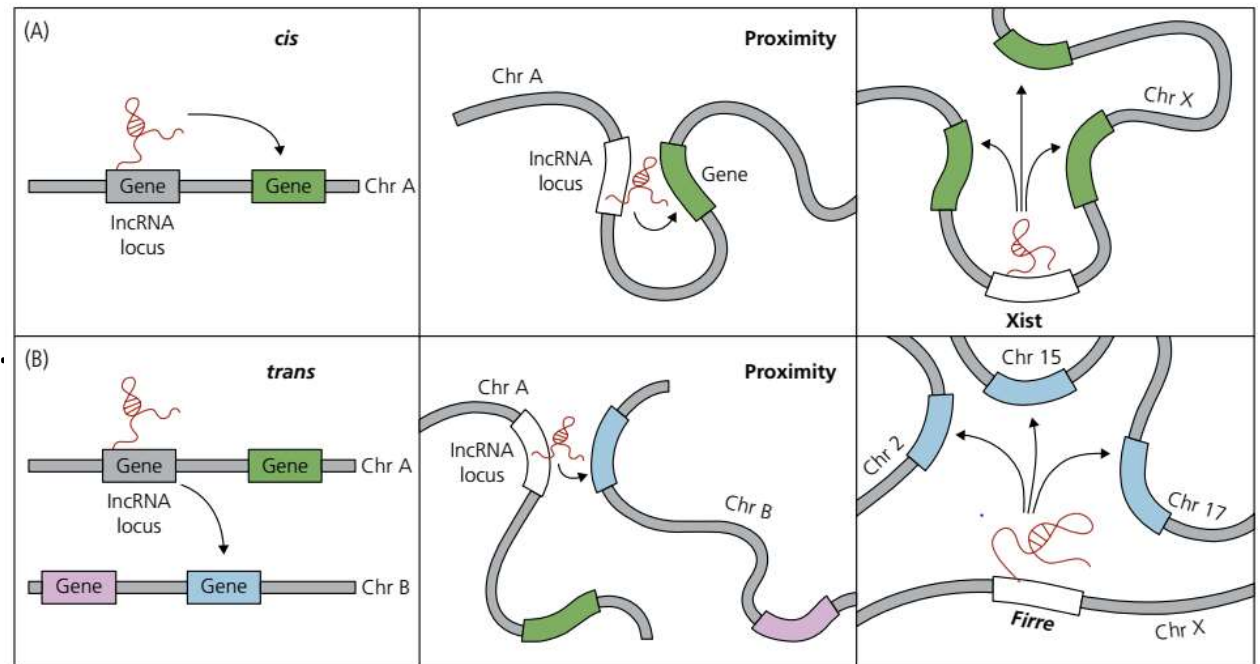 (A)
cis
Gene
Gene
Chr A
lncRNA
locus
Proximity
Chr A
lncRNA
locus
Gene
Chr X
Xist
(B)
trans
Gene
Gene
Chr A
lncRNA
locus
Gene
Gene
Chr B
Proximity
Chr A
lncRNA
locus
Chr B
Chr 15
Chr 2
Chr 17
Firre
Chr X